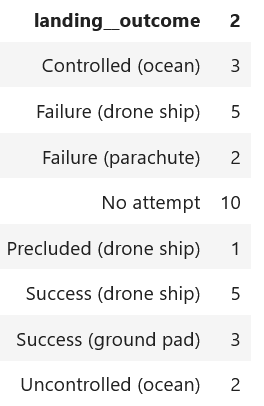 landing__outcome 2
Controlled (ocean) 3
Failure (drone ship) 5
Failure (parachute) 2
No attempt 10
Precluded (drone ship) 1
Success (drone ship) 5
Success (ground pad) 3
Uncontrolled (ocean) 2